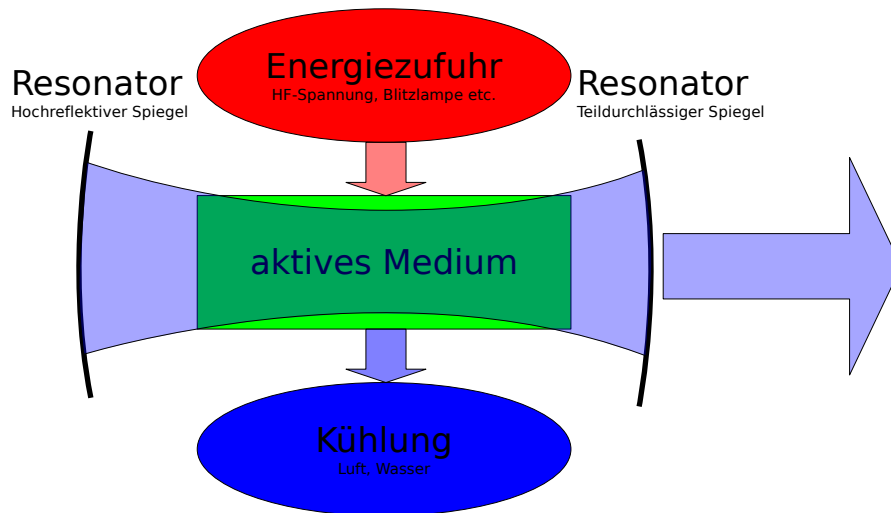 Energiezufuhr
HF-Spannung, Blitzlampe etc.
Resonator
Hochreflektiver Spiegel
Resonator
Teildurchlässiger Spiegel
aktives Medium
Kühlung
Luft, Wasser